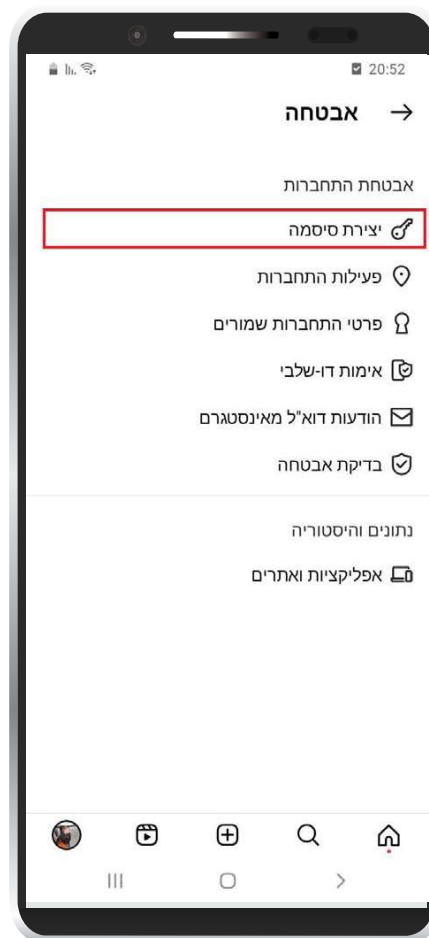 20:52
אבטחה
אבטחת התחברות
יצירת סיסמה
פעילות התחברות
פרטי התחברות שמורים
אימות דו-שלבי
הודעות דוא"ל מאינסטגרם
בדיקת אבטחה
נתונים והיסטוריה
אפליקציות ואתרים